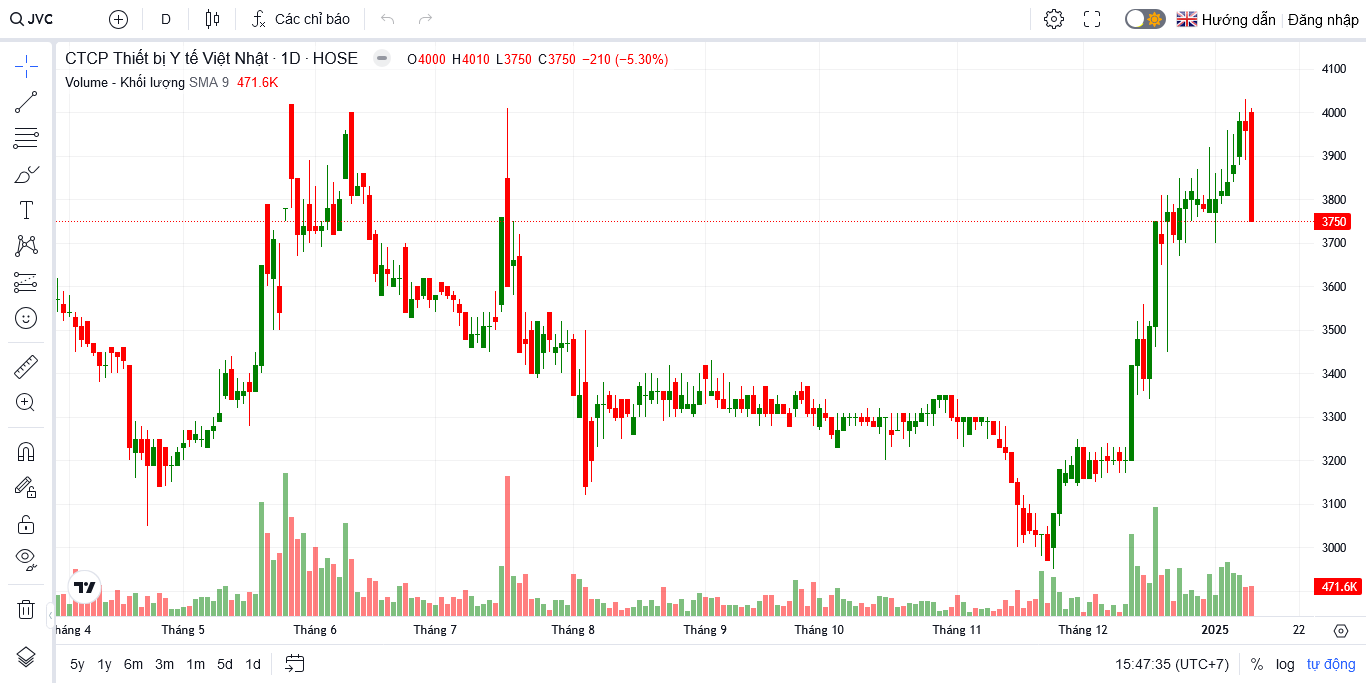 JVC
D
Các chỉ báo
Hướng dẫn
Đăng nhập
CTCP Thiết bị Y tế Việt Nhật · 1D · HOSE O4000 H4010 L3750 C3750 −210 (−5.30%)
Volume - Khối lượng SMA 9 471.6K
4100
4000
3900
3800
3750
3700
3600
3500
3400
3300
3200
3100
3000
471.6K
háng 4 Tháng 5 Tháng 6 Tháng 7 Tháng 8 Tháng 9 Tháng 10 Tháng 11 Tháng 12 2025 22
5y 1y 6m 3m 1m 5d 1d 15:47:35 (UTC+7) % log tự động